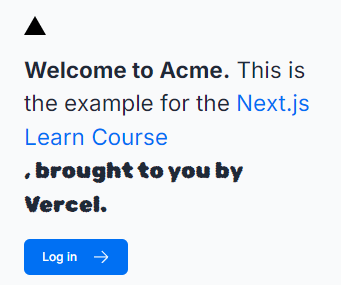 Welcome to Acme. This is
the example for the Next.js
Learn Course
, brought to you by
Vercel.
Log in →